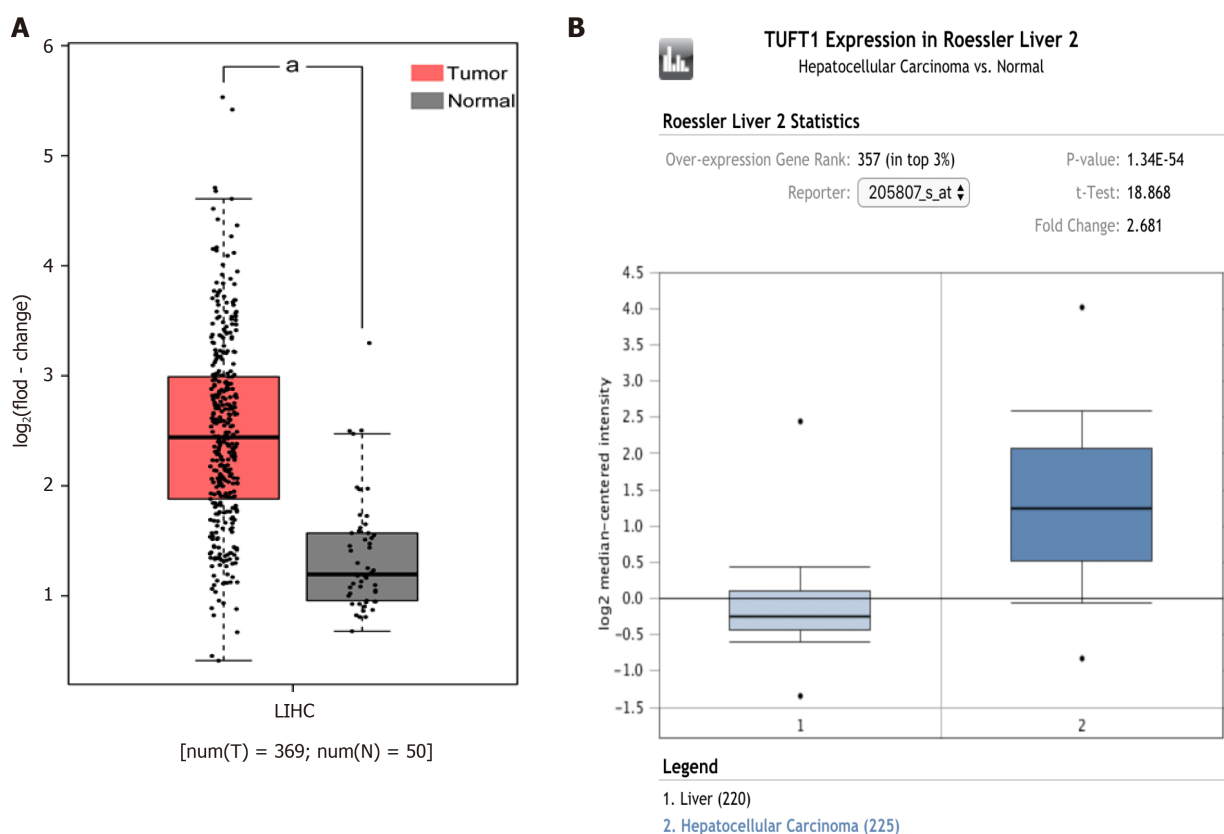 A
6
5
4
3
2
1
log2(flod - change)
a
Tumor
Normal
LIHC
[num(T) = 369; num(N) = 50]
B
TUFT1 Expression in Roessler Liver 2
Hepatocellular Carcinoma vs. Normal
Roessler Liver 2 Statistics
Over-expression Gene Rank: 357 (in top 3%) P-value: 1.34E-54
Reporter: 205807_s_at t-Test: 18.868
Fold Change: 2.681
4.5
4.0
3.5
3.0
2.5
2.0
1.5
1.0
0.5
0.0
-0.5
-1.0
-1.5
log2 median-centered intensity
1 2
Legend
1. Liver (220)
2. Hepatocellular Carcinoma (225)